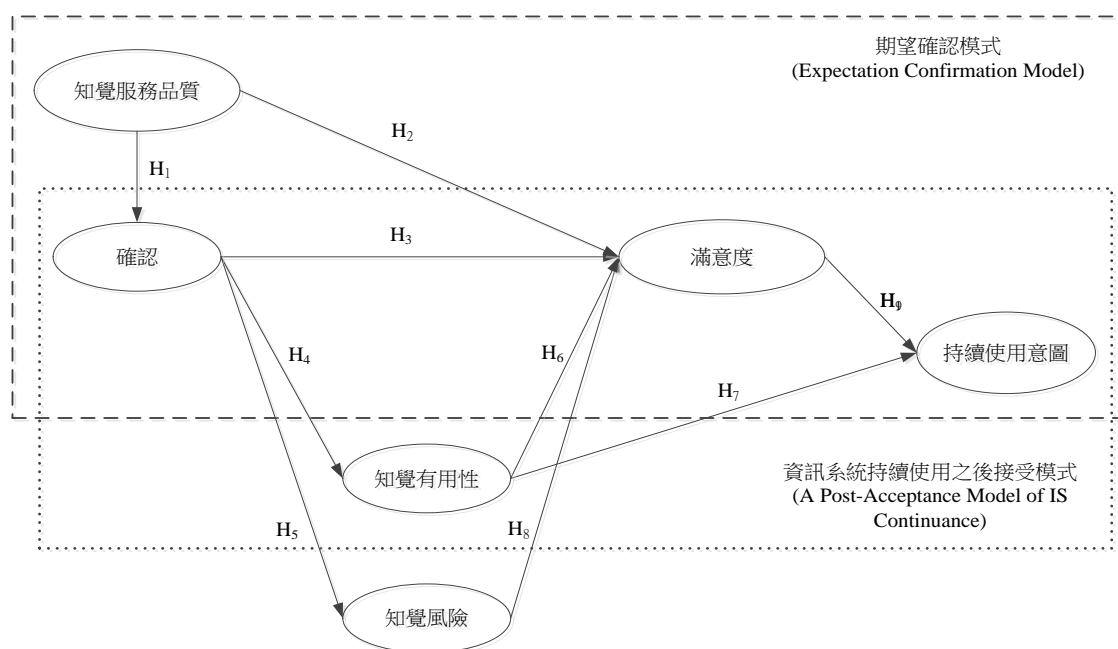 期望確認模式
(Expectation Confirmation Model)
知覺服務品質
H₂
H₁
H₃
確認
滿意度
H₄
H₆
持續使用意圖
H₇
知覺有用性
資訊系統持續使用之後接受模式
(A Post-Acceptance Model of IS
Continuance)
H₅
H₈
知覺風險